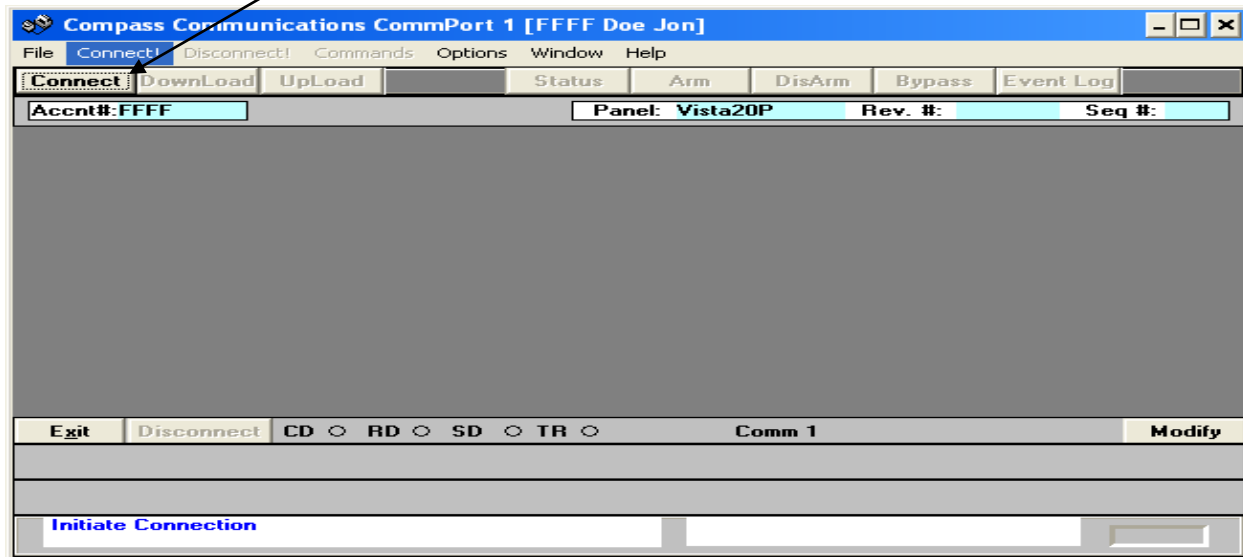 Compass Communications CommPort 1 [FFFF Doe Jon]
File Connect! Disconnect! Commands Options Window Help
Connect DownLoad UpLoad Status Arm DisArm Bypass Event Log
Accnt#:FFFF Panel: Vista20P Rev. #: Seq #:
Exit Disconnect CD RD SD TR Comm 1 Modify
Initiate Connection